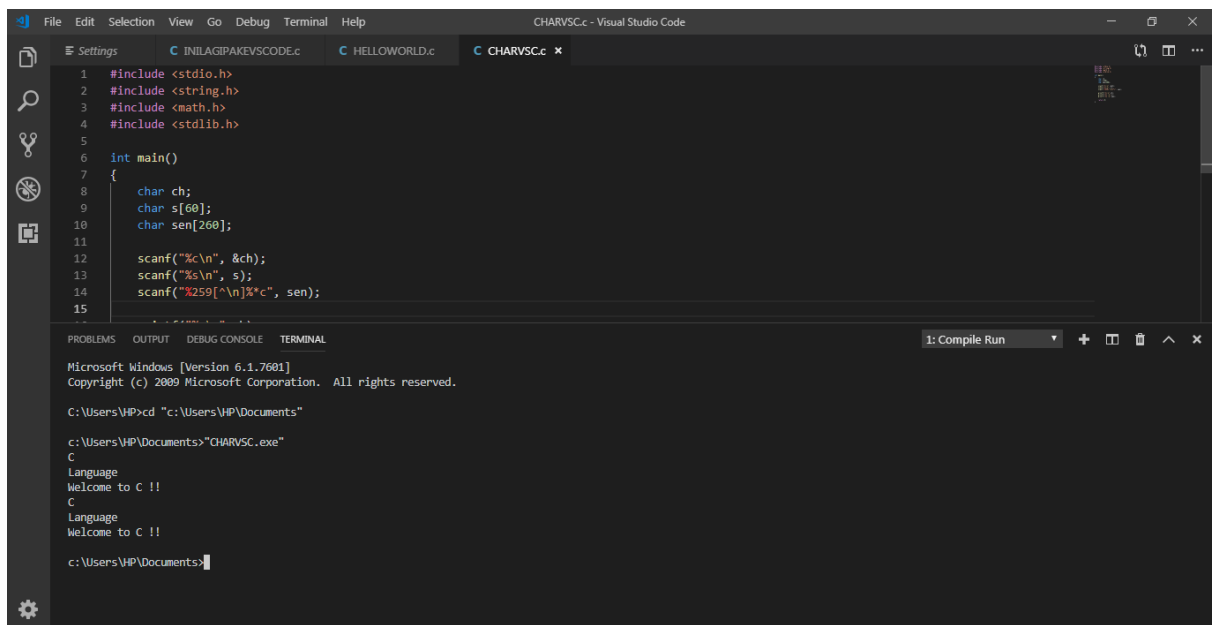 File Edit Selection View Go Debug Terminal Help CHARVSC.c - Visual Studio Code
Settings C INILAGIPAKEVSCODE.c C HELLOWORLD.c C CHARVSC.c ×
1 #include <stdio.h>
2 #include <string.h>
3 #include <math.h>
4 #include <stdlib.h>
5
6 int main()
7 {
8 char ch;
9 char s[60];
10 char sen[260];
11
12 scanf("%c\n", &ch);
13 scanf("%s\n", s);
14 scanf("%259[^\n]%*c", sen);
15
PROBLEMS OUTPUT DEBUG CONSOLE TERMINAL 1: Compile Run
Microsoft Windows [Version 6.1.7601]
Copyright (c) 2009 Microsoft Corporation. All rights reserved.
C:\Users\HP>cd "c:\Users\HP\Documents"
c:\Users\HP\Documents>"CHARVSC.exe"
C
Language
Welcome to C !!
C
Language
Welcome to C !!
c:\Users\HP\Documents>